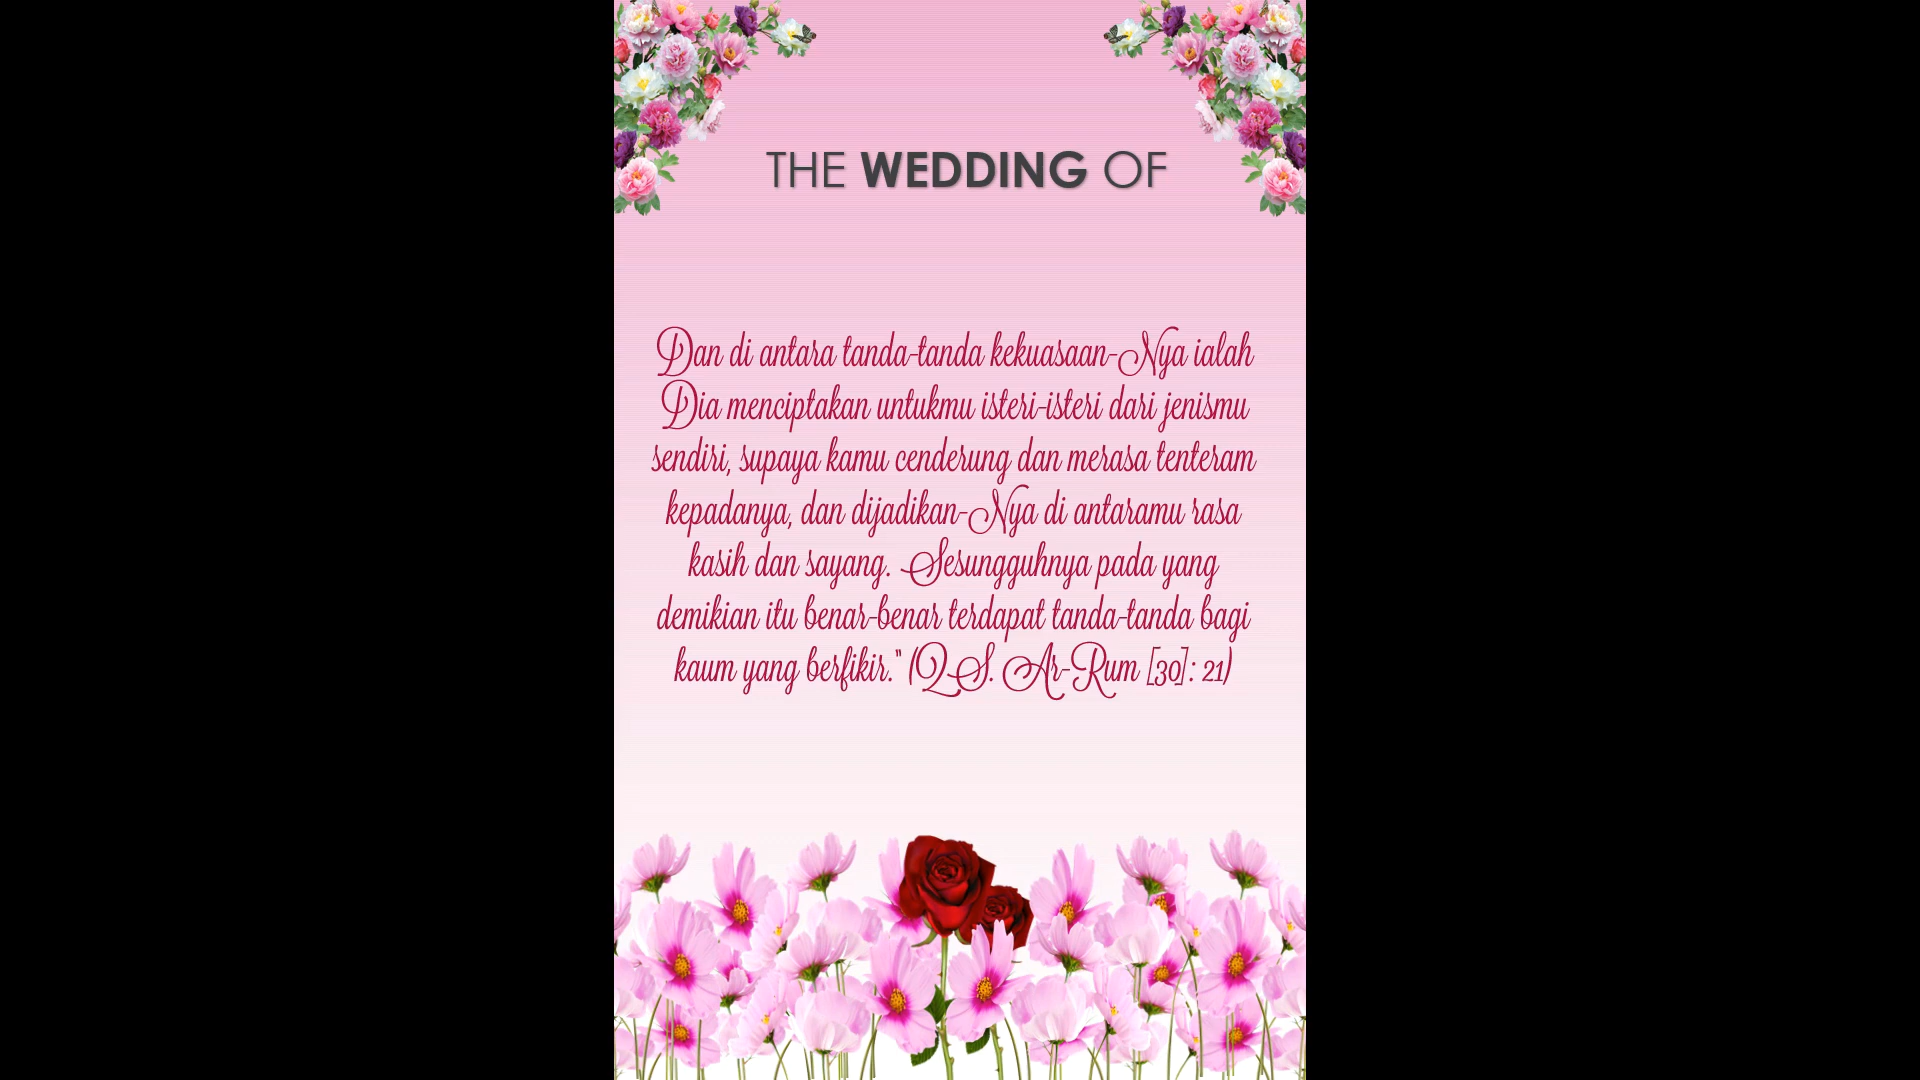 THE WEDDING OF
Dan di antara tanda-tanda kekuasaan-Nya ialah
Dia menciptakan untukmu isteri-isteri dari jenismu
sendiri, supaya kamu cenderung dan merasa tenteram
kepadanya, dan dijadikan-Nya di antaramu rasa
kasih dan sayang. Sesungguhnya pada yang
demikian itu benar-benar terdapat tanda-tanda bagi
kaum yang berfikir." (QS. Ar-Rum [30]: 21)